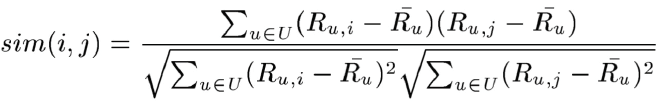 sim(i, j) = \frac{\sum_{u \in U} (R_{u,i} - \bar{R_u})(R_{u,j} - \bar{R_u})}{\sqrt{\sum_{u \in U} (R_{u,i} - \bar{R_u})^2} \sqrt{\sum_{u \in U} (R_{u,j} - \bar{R_u})^2}}